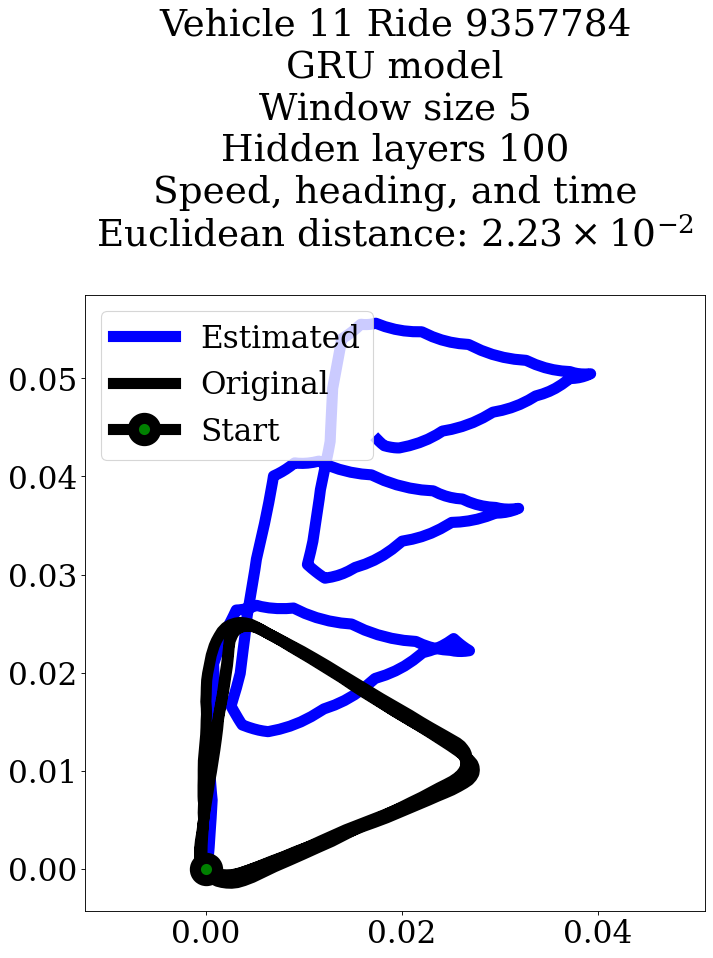 Vehicle 11 Ride 9357784
GRU model
Window size 5
Hidden layers 100
Speed, heading, and time
Euclidean distance: 2.23 × 10⁻²
Estimated
Original
Start
0.05
0.04
0.03
0.02
0.01
0.00
0.00 0.02 0.04